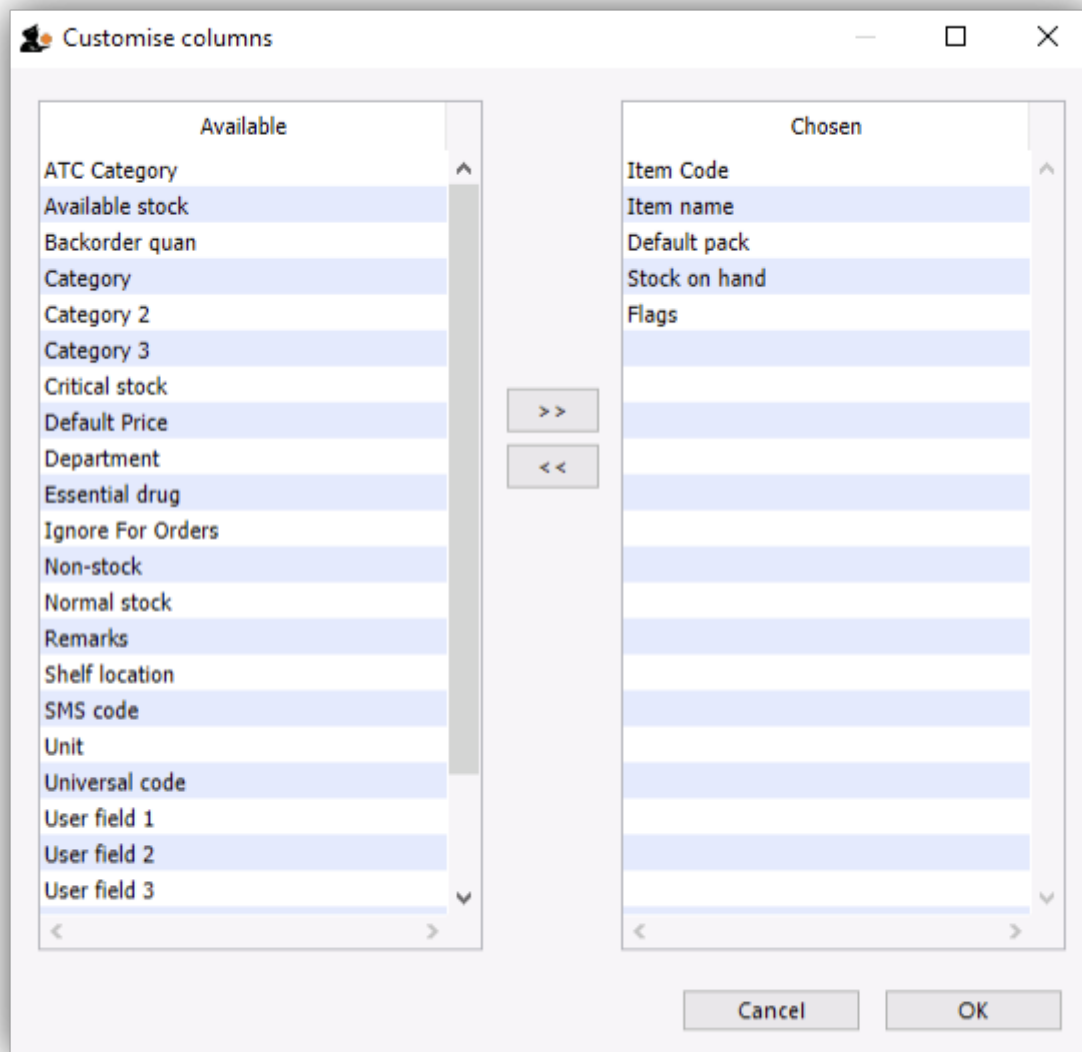 Customise columns
Available
ATC Category
Available stock
Backorder quan
Category
Category 2
Category 3
Critical stock
Default Price
Department
Essential drug
Ignore For Orders
Non-stock
Normal stock
Remarks
Shelf location
SMS code
Unit
Universal code
User field 1
User field 2
User field 3
>>
<<
Chosen
Item Code
Item name
Default pack
Stock on hand
Flags
Cancel
OK